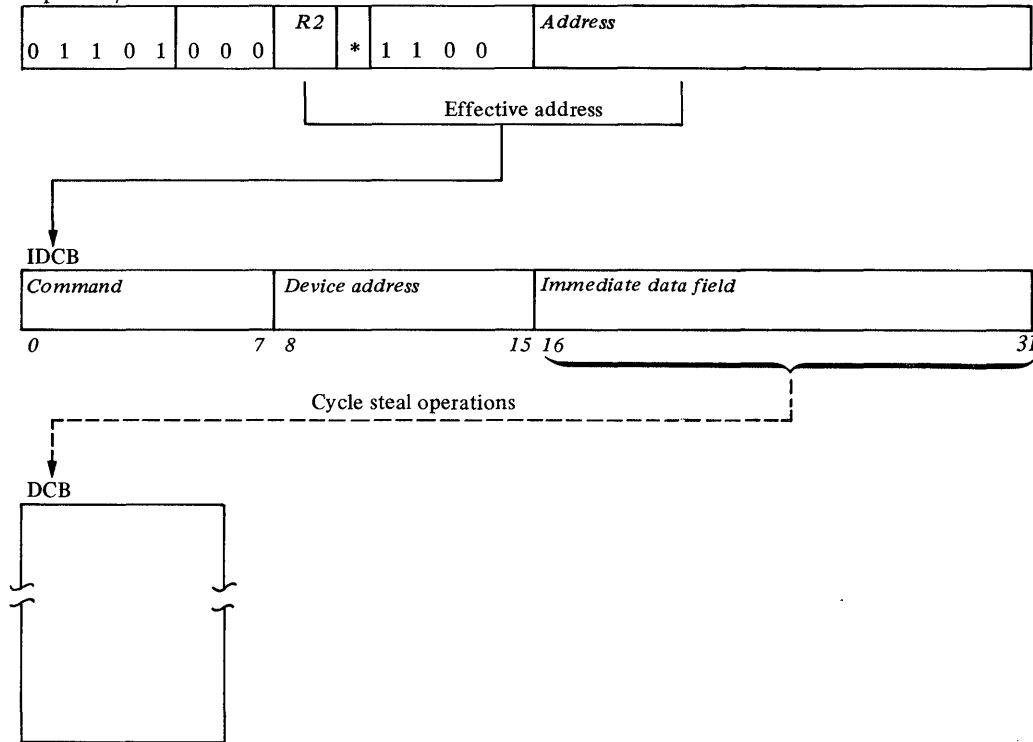 R2 Address
0 1 1 0 1 0 0 0 * 1 1 0 0
Effective address
IDCB
Command Device address Immediate data field
0 7 8 15 16 31
Cycle steal operations
DCB